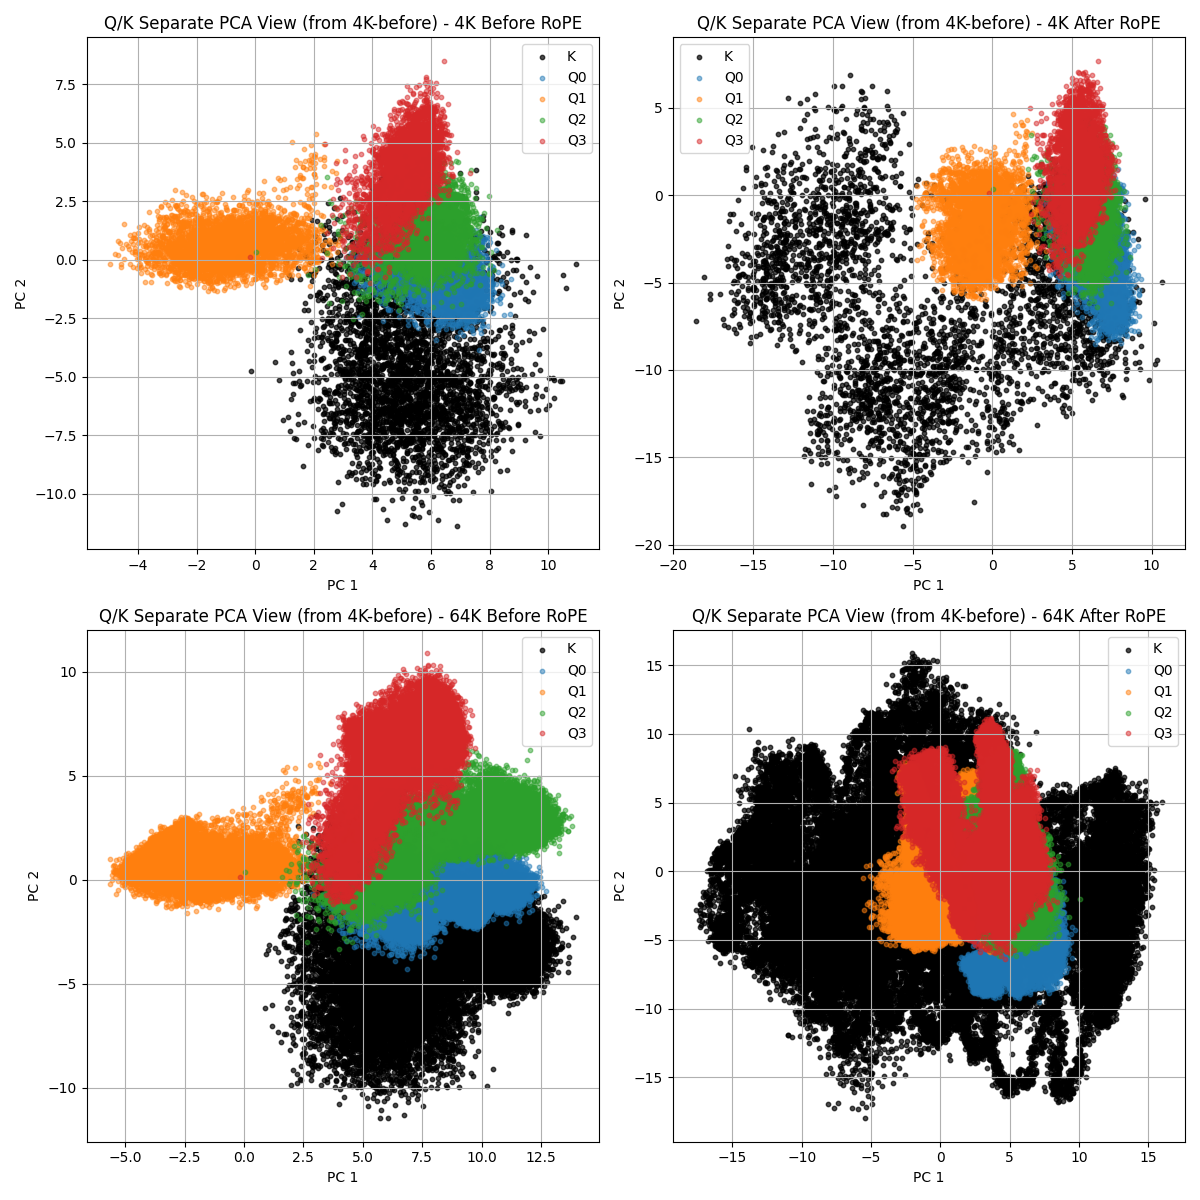 Q/K Separate PCA View (from 4K-before) - 4K Before RoPE
7.5
5.0
2.5
0.0
−2.5
−5.0
−7.5
−10.0
PC 2
K
Q0
Q1
Q2
Q3
−4
−2
0
2
4
6
8
10
PC 1
Q/K Separate PCA View (from 4K-before) - 4K After RoPE
5
0
−5
−10
−15
−20
PC 2
K
Q0
Q1
Q2
Q3
−20
−15
−10
−5
0
5
10
PC 1
Q/K Separate PCA View (from 4K-before) - 64K Before RoPE
10
5
0
−5
−10
PC 2
K
Q0
Q1
Q2
Q3
−5.0
−2.5
0.0
2.5
5.0
7.5
10.0
12.5
PC 1
Q/K Separate PCA View (from 4K-before) - 64K After RoPE
15
10
5
0
−5
−10
−15
PC 2
K
Q0
Q1
Q2
Q3
−15
−10
−5
0
5
10
15
PC 1